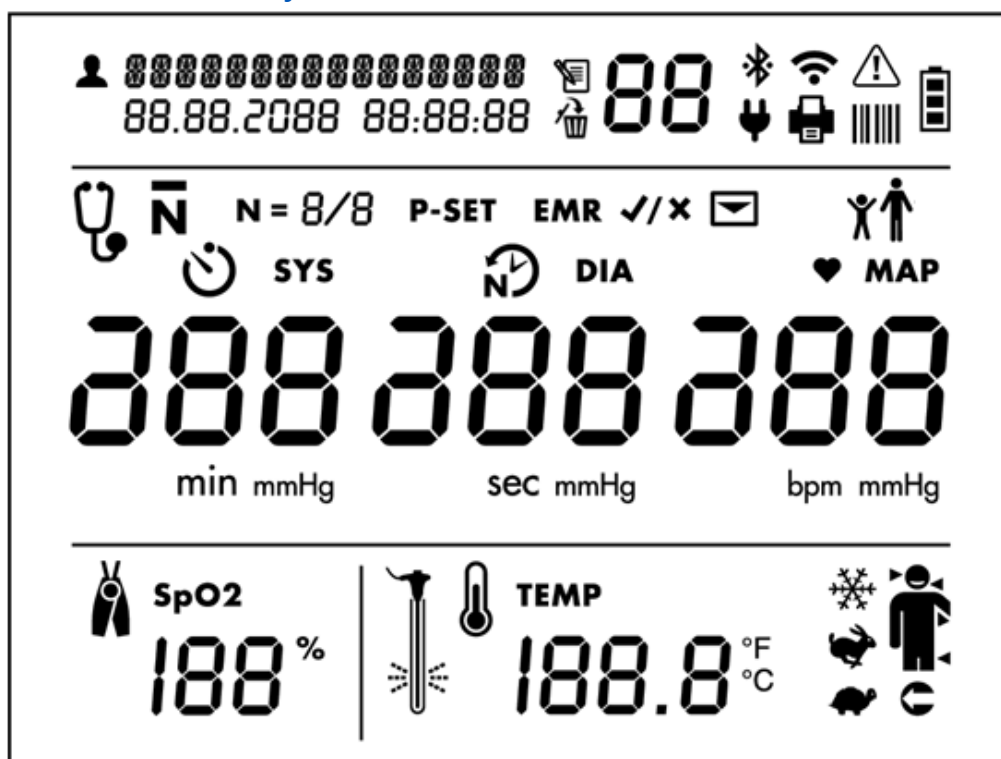 88.88.2088 88:88:88 88
N N = 8/8 P-SET EMR ✓/✗
SYS N DIA MAP
288 288 288
min mmHg sec mmHg bpm mmHg
SpO2 TEMP
188 % 188.8 °F
°C